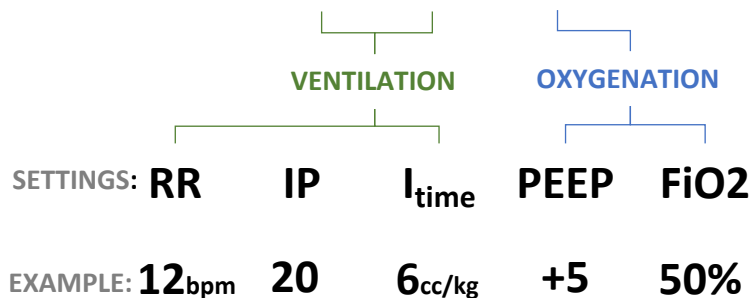 VENTILATION OXYGENATION
SETTINGS: RR IP Itime PEEP FiO2
EXAMPLE: 12bpm 20 6cc/kg +5 50%